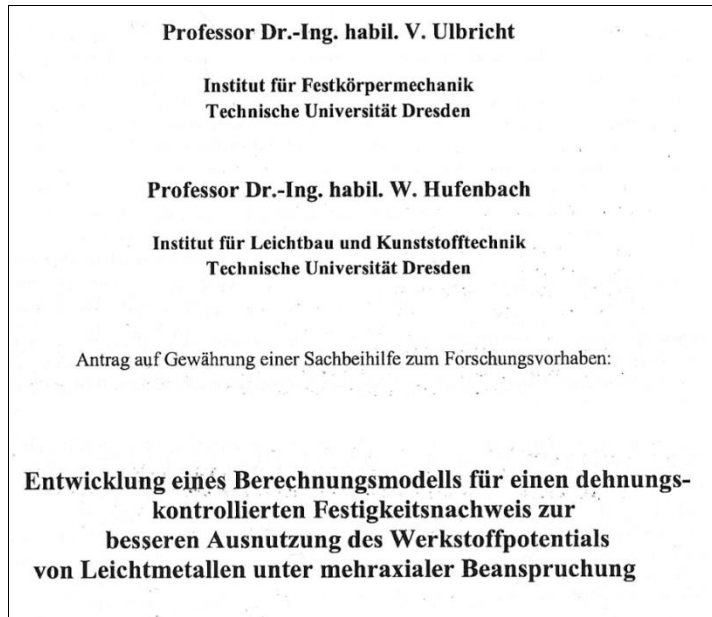 Professor Dr.-Ing. habil. V. Ulbricht
Institut für Festkörpermechanik
Technische Universität Dresden
Professor Dr.-Ing. habil. W. Hufenbach
Institut für Leichtbau und Kunststofftechnik
Technische Universität Dresden
Antrag auf Gewährung einer Sachbeihilfe zum Forschungsvorhaben:
Entwicklung eines Berechnungsmodells für einen dehnungs-
kontrollierten Festigkeitsnachweis zur
besseren Ausnutzung des Werkstoffpotentials
von Leichtmetallen unter mehraxialer Beanspruchung